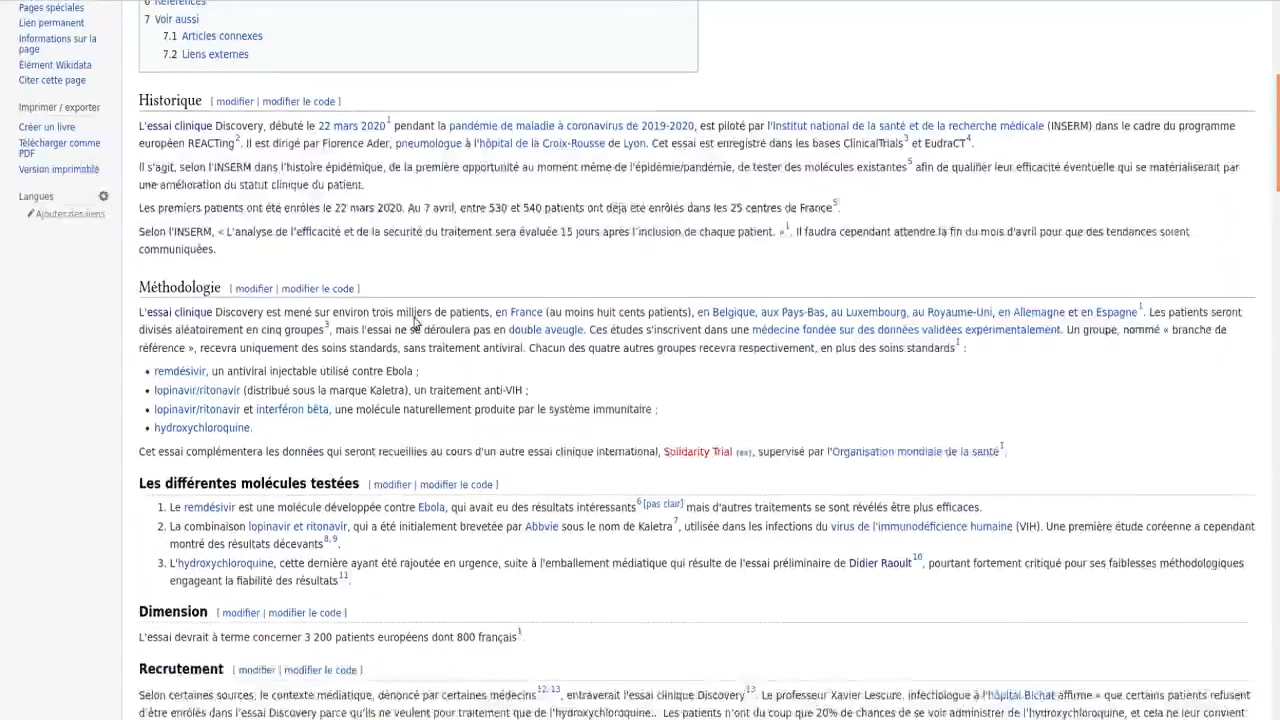 Pages spéciales
Lien permanent
Informations sur la
page
Élément Wikidata
Citer cette page
Imprimer / exporter
Créer un livre
Télécharger comme
PDF
Version imprimable
Langues
Ajouter des liens
6 Références
7 Voir aussi
7.1 Articles connexes
7.2 Liens externes
Historique [ modifier | modifier le code ]
L'essai clinique Discovery, débuté le 22 mars 2020 1 pendant la pandémie de maladie à coronavirus de 2019-2020, est piloté par l'Institut national de la santé et de la recherche médicale (INSERM) dans le cadre du programme
européen REACTing 2. Il est dirigé par Florence Ader, pneumologue à l'hôpital de la Croix-Rousse de Lyon. Cet essai est enregistré dans les bases ClinicalTrials 3 et EudraCT 4.
Il s'agit, selon l'INSERM dans l'histoire épidémique, de la première opportunité au moment même de l'épidémie/pandémie, de tester des molécules existantes 5 afin de qualifier leur efficacité éventuelle qui se matérialiserait par
une amélioration du statut clinique du patient.
Les premiers patients ont été enrôlés le 22 mars 2020. Au 7 avril, entre 530 et 540 patients ont déjà été enrôlés dans les 25 centres de France 5.
Selon l'INSERM, « L'analyse de l'efficacité et de la sécurité du traitement sera évaluée 15 jours après l'inclusion de chaque patient. » 1. Il faudra cependant attendre la fin du mois d'avril pour que des tendances soient
communiquées.
Méthodologie [ modifier | modifier le code ]
L'essai clinique Discovery est mené sur environ trois milliers de patients, en France (au moins huit cents patients), en Belgique, aux Pays-Bas, au Luxembourg, au Royaume-Uni, en Allemagne et en Espagne 1. Les patients seront
divisés aléatoirement en cinq groupes 3, mais l'essai ne se déroulera pas en double aveugle. Ces études s'inscrivent dans une médecine fondée sur des données validées expérimentalement. Un groupe, nommé « branche de
référence », recevra uniquement des soins standards, sans traitement antiviral. Chacun des quatre autres groupes recevra respectivement, en plus des soins standards 1 :
• remdésivir, un antiviral injectable utilisé contre Ebola ;
• lopinavir/ritonavir (distribué sous la marque Kaletra), un traitement anti-VIH ;
• lopinavir/ritonavir et interféron bêta, une molécule naturellement produite par le système immunitaire ;
• hydroxychloroquine.
Cet essai complémentera les données qui seront recueillies au cours d'un autre essai clinique international, Solidarity Trial (en), supervisé par l'Organisation mondiale de la santé 1.
Les différentes molécules testées [ modifier | modifier le code ]
1. Le remdésivir est une molécule développée contre Ebola, qui avait eu des résultats intéressants 6 [pas clair] mais d'autres traitements se sont révélés être plus efficaces.
2. La combinaison lopinavir et ritonavir, qui a été initialement brevetée par Abbvie sous le nom de Kaletra 7, utilisée dans les infections du virus de l'immunodéficience humaine (VIH). Une première étude coréenne a cependant
montré des résultats décevants 8, 9.
3. L'hydroxychloroquine, cette dernière ayant été rajoutée en urgence, suite à l'emballement médiatique qui résulte de l'essai préliminaire de Didier Raoult 10, pourtant fortement critiqué pour ses faiblesses méthodologiques
engageant la fiabilité des résultats 11.
Dimension [ modifier | modifier le code ]
L'essai devrait à terme concerner 3 200 patients européens dont 800 français 1.
Recrutement [ modifier | modifier le code ]
Selon certaines sources, le contexte médiatique, dénoncé par certaines médecins 12, 13, entraverait l'essai clinique Discovery 13. Le professeur Xavier Lescure, infectiologue à l'hôpital Bichat affirme « que certains patients refusent
d'être enrôlés dans l'essai Discovery parce qu'ils ne veulent pour traitement que de l'hydroxychloroquine.. Les patients n'ont du coup que 20% de chances de se voir administrer de l'hydroxychloroquine, et cela ne leur convient